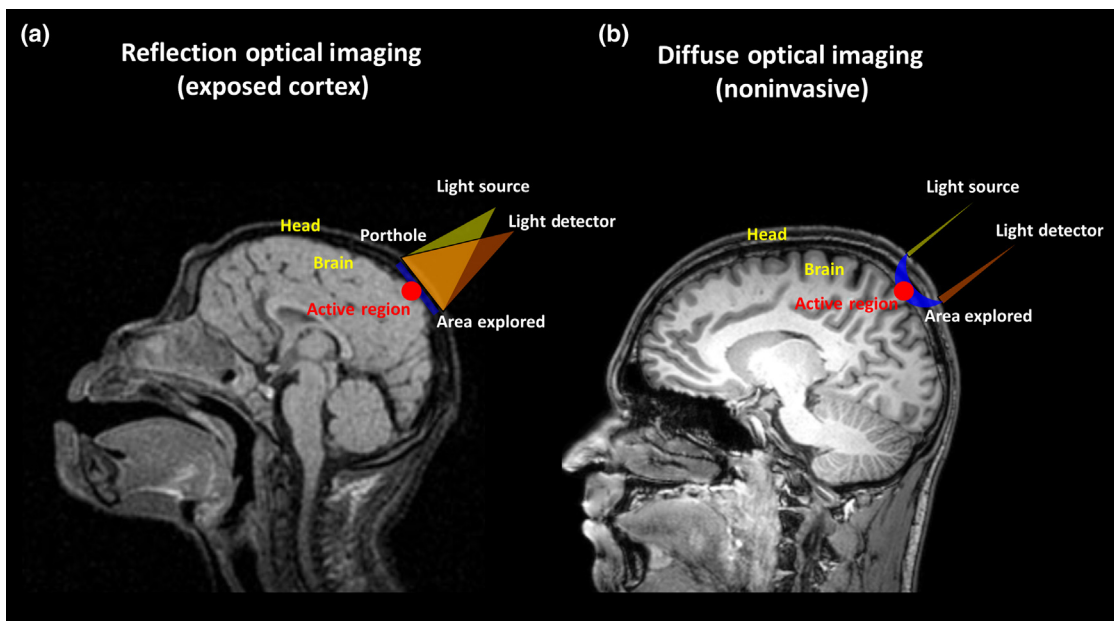 (a)
Reflection optical imaging
(exposed cortex)
Light source
Light detector
Head
Porthole
Brain
Active region
Area explored
(b)
Diffuse optical imaging
(noninvasive)
Light source
Light detector
Head
Brain
Active region
Area explored